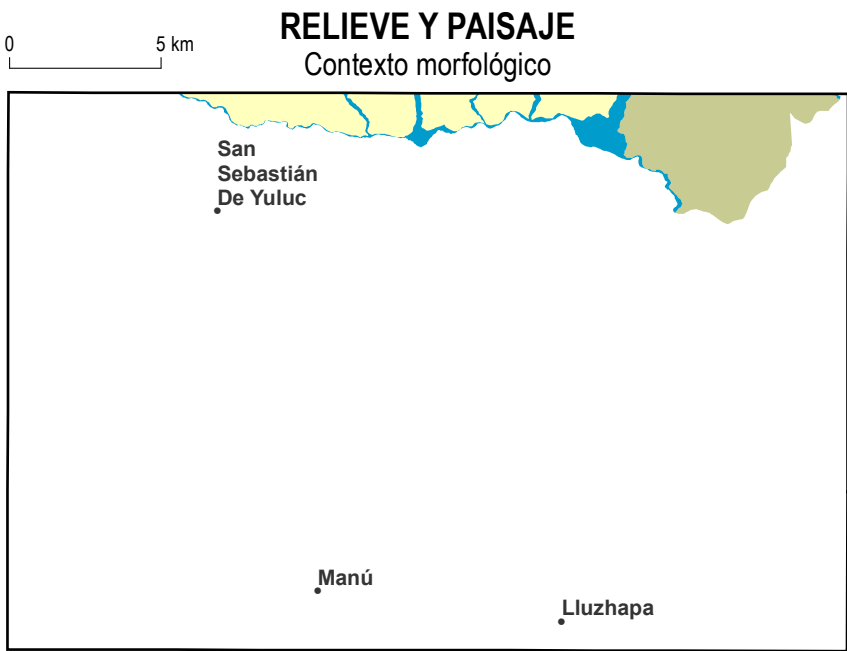 RELIEVE Y PAISAJE
Contexto morfológico
0 5 km
San
Sebastián
De Yuluc
Manú
Lluzhapa